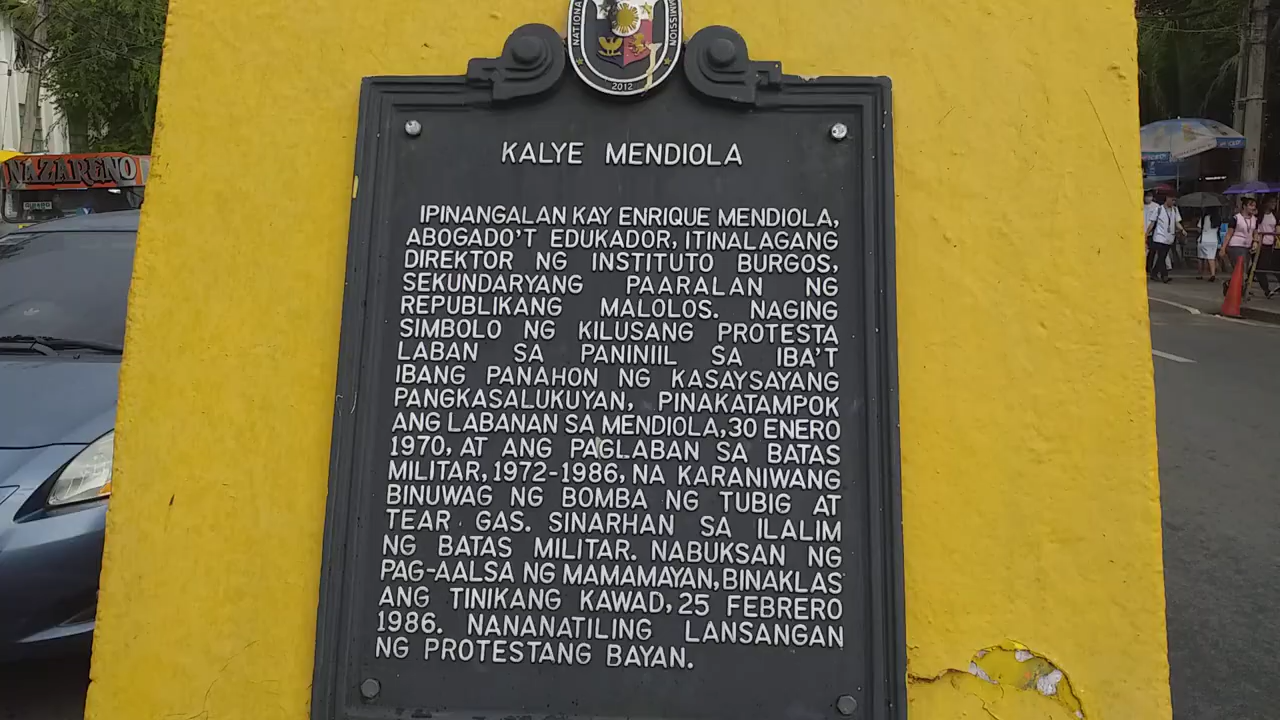 NATIONAL
2012
NAZARENO
KALYE MENDIOLA
IPINANGALAN KAY ENRIQUE MENDIOLA,
ABOGADO'T EDUKADOR, ITINALAGANG
DIREKTOR NG INSTITUTO BURGOS,
SEKUNDARYANG PAARALAN NG
REPUBLIKANG MALOLOS. NAGING
SIMBOLO NG KILUSANG PROTESTA
LABAN SA PANINIIL SA IBA'T
IBANG PANAHON NG KASAYSAYANG
PANGKASALUKUYAN, PINAKATAMPOK
ANG LABANAN SA MENDIOLA, 30 ENERO
1970, AT ANG PAGLABAN SA BATAS
MILITAR, 1972-1986, NA KARANIWANG
BINUWAG NG BOMBA NG TUBIG AT
TEAR GAS. SINARHAN SA ILALIM
NG BATAS MILITAR. NABUKSAN NG
PAG-AALSA NG MAMAMAYAN, BINAKLAS
ANG TINIKANG KAWAD, 25 FEBRERO
1986. NANANATILING LANSANGAN
NG PROTESTANG BAYAN.